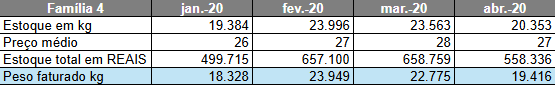 Família 4 jan.-20 fev.-20 mar.-20 abr.-20
Estoque em kg 19.384 23.996 23.563 20.353
Preço médio 26 27 28 27
Estoque total em REAIS 499.715 657.100 658.759 558.336
Peso faturado kg 18.328 23.949 22.775 19.416